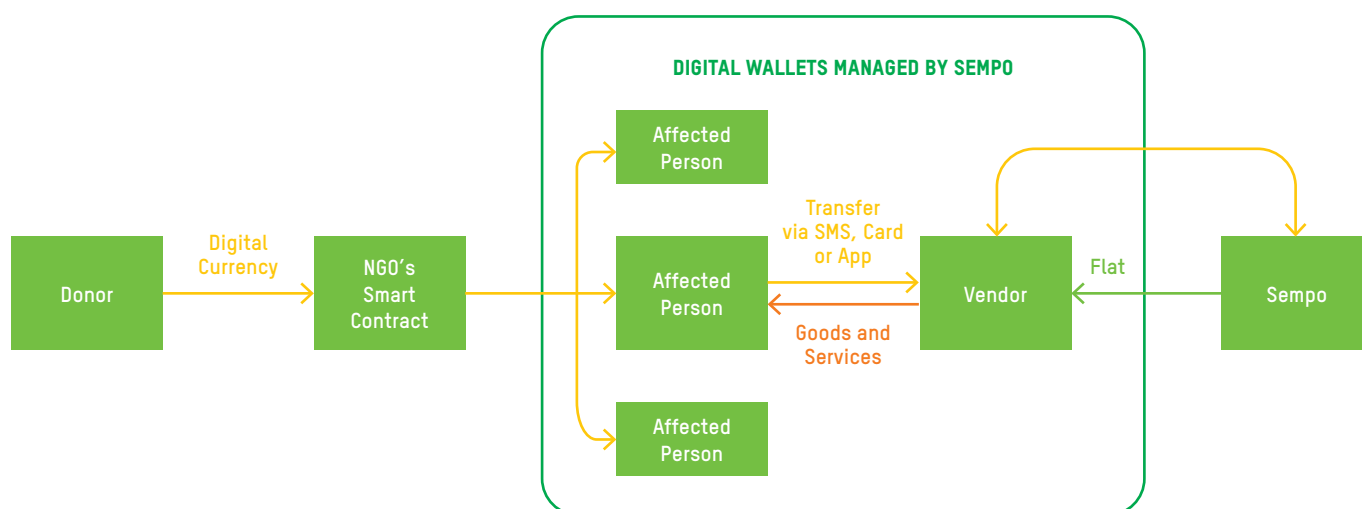 DIGITAL WALLETS MANAGED BY SEMPO
Affected
Person
Donor
Digital
Currency
NGO's
Smart
Contract
Affected
Person
Transfer
via SMS, Card
or App
Goods and
Services
Vendor
Flat
Sempo
Affected
Person